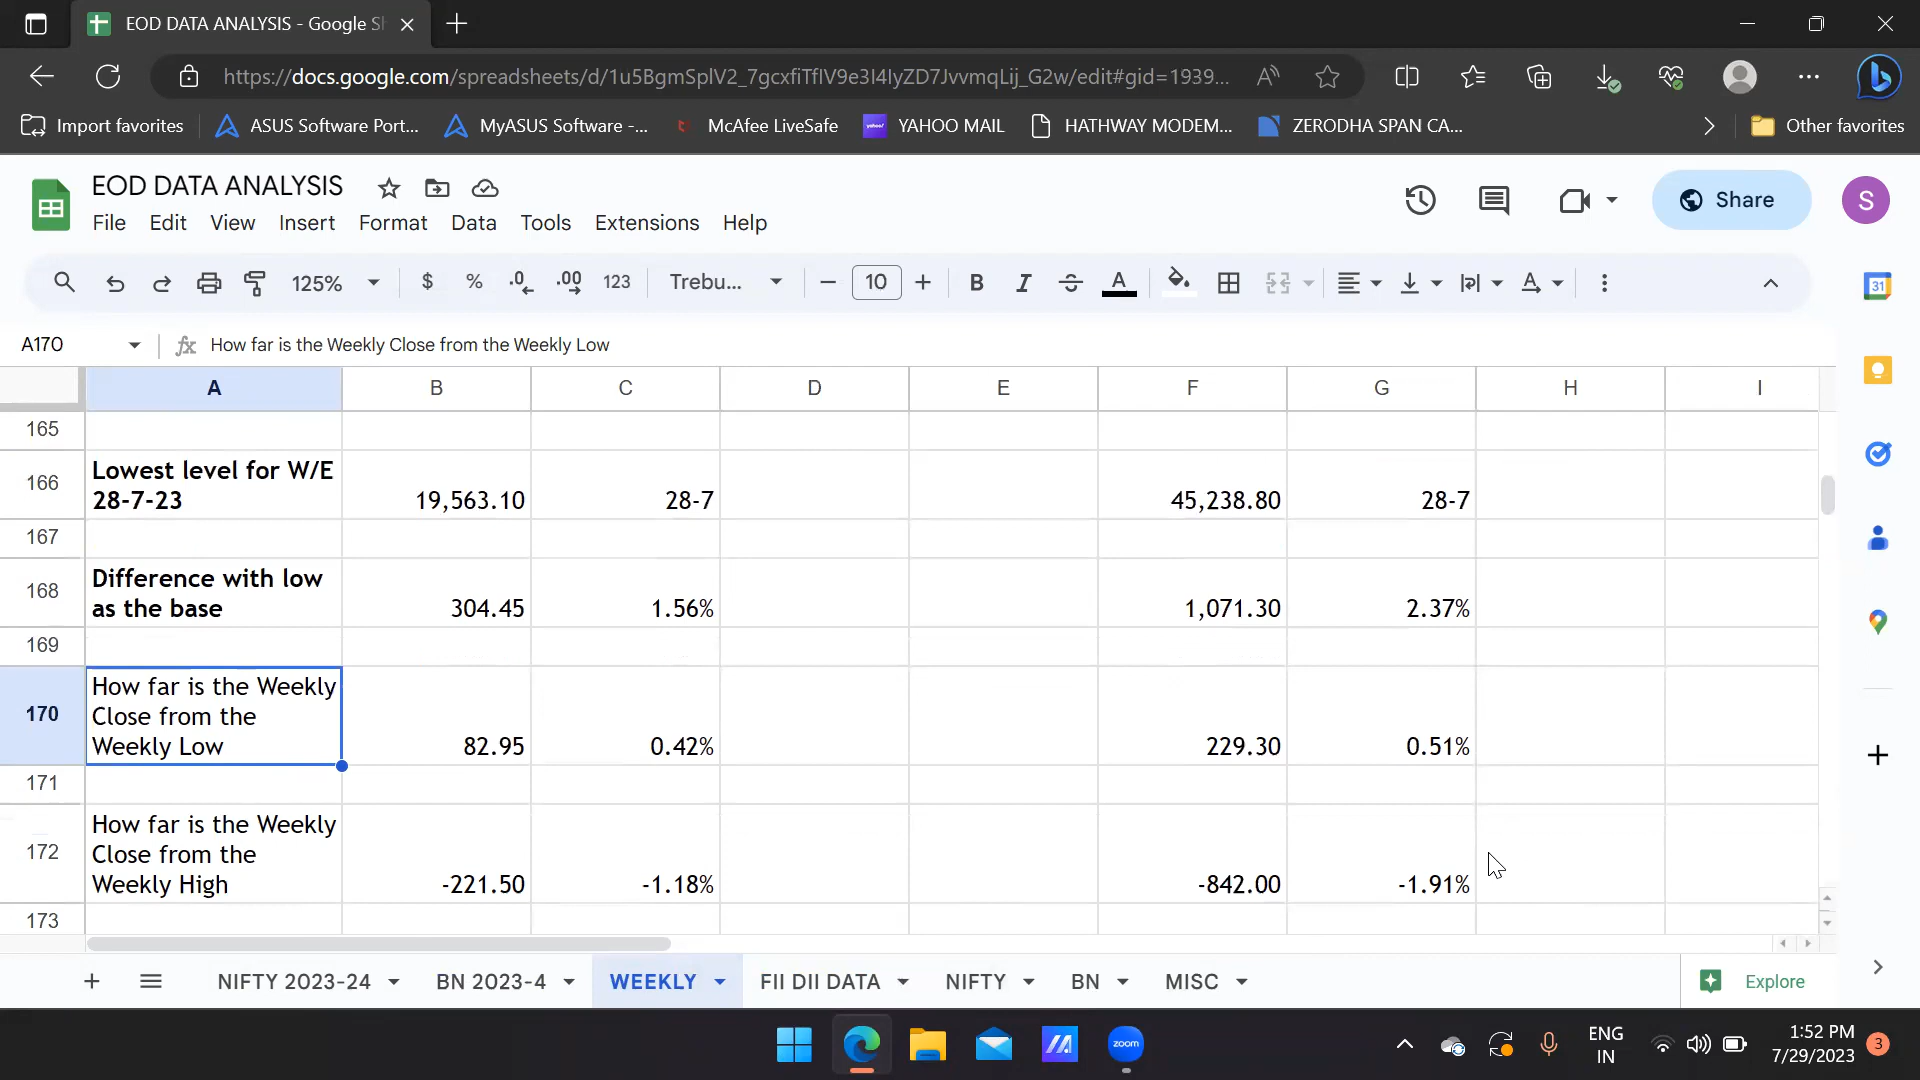 EOD DATA ANALYSIS - Google Sh
https://docs.google.com/spreadsheets/d/1u5BgmSplV2_7gcxfiTfIV9e3I4IyZD7JvvmqLij_G2w/edit#gid=1939...
Import favorites
ASUS Software Port...
MyASUS Software -...
McAfee LiveSafe
YAHOO MAIL
HATHWAY MODEM...
ZERODHA SPAN CA...
Other favorites
EOD DATA ANALYSIS
File Edit View Insert Format Data Tools Extensions Help
Share
S
125% $ % .0 .00 123 Trebu... 10 B I A
31
A170
How far is the Weekly Close from the Weekly Low
A B C D E F G H I
165
166 Lowest level for W/E
28-7-23 19,563.10 28-7 45,238.80 28-7
167
168 Difference with low
as the base 304.45 1.56% 1,071.30 2.37%
169
170 How far is the Weekly
Close from the
Weekly Low 82.95 0.42% 229.30 0.51%
171
172 How far is the Weekly
Close from the
Weekly High -221.50 -1.18% -842.00 -1.91%
173
NIFTY 2023-24 BN 2023-4 WEEKLY FII DII DATA NIFTY BN MISC Explore
zoom
ENG
IN
1:52 PM
7/29/2023
3